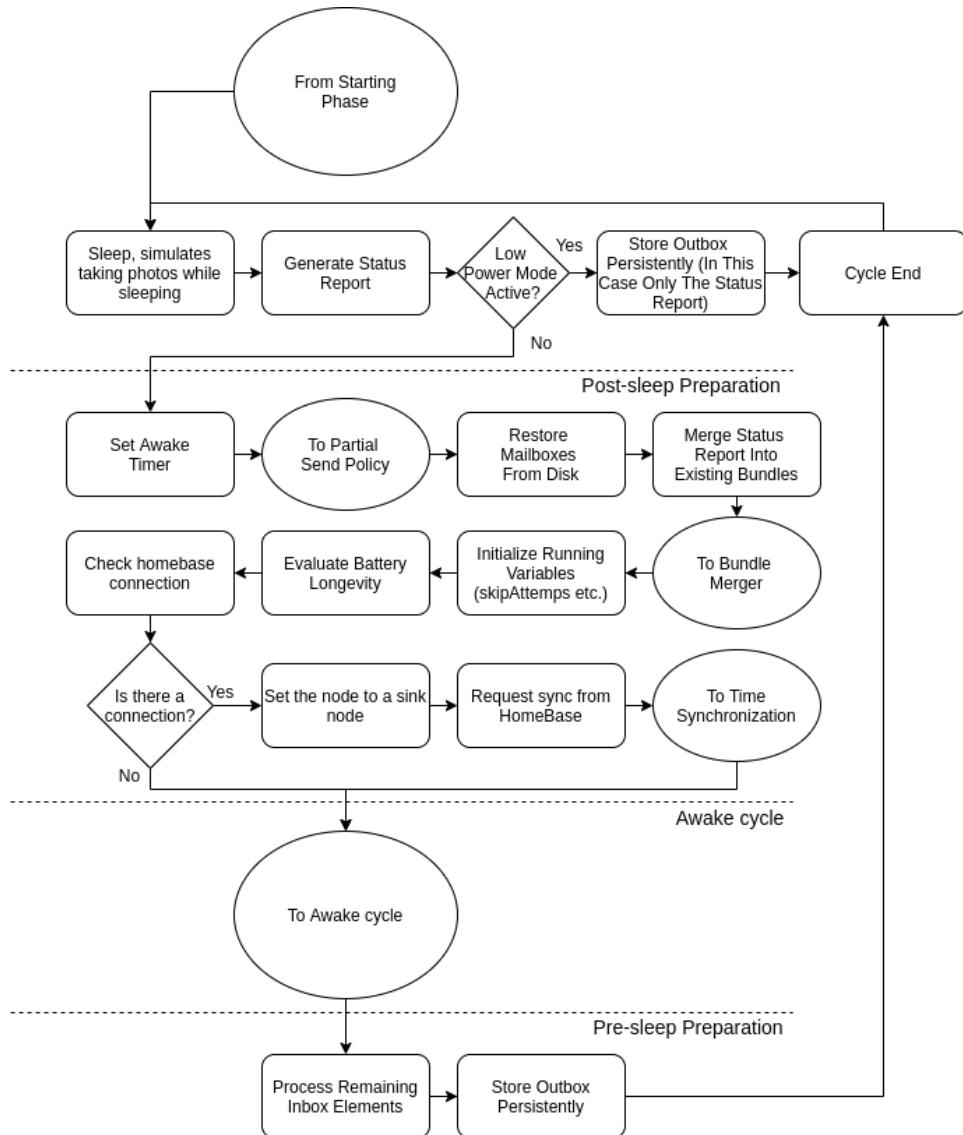 From Starting
Phase
Sleep, simulates
taking photos while
sleeping
Generate Status
Report
Low
Power Mode
Active?
Yes
Store Outbox
Persistently (In This
Case Only The Status
Report)
Cycle End
No
Post-sleep Preparation
Set Awake
Timer
To Partial
Send Policy
Restore
Mailboxes
From Disk
Merge Status
Report Into
Existing Bundles
Check homebase
connection
Evaluate Battery
Longevity
Initialize Running
Variables
(skipAttemps etc.)
To Bundle
Merger
Is there a
connection?
Yes
Set the node to a sink
node
Request sync from
HomeBase
To Time
Synchronization
No
Awake cycle
To Awake cycle
Pre-sleep Preparation
Process Remaining
Inbox Elements
Store Outbox
Persistently